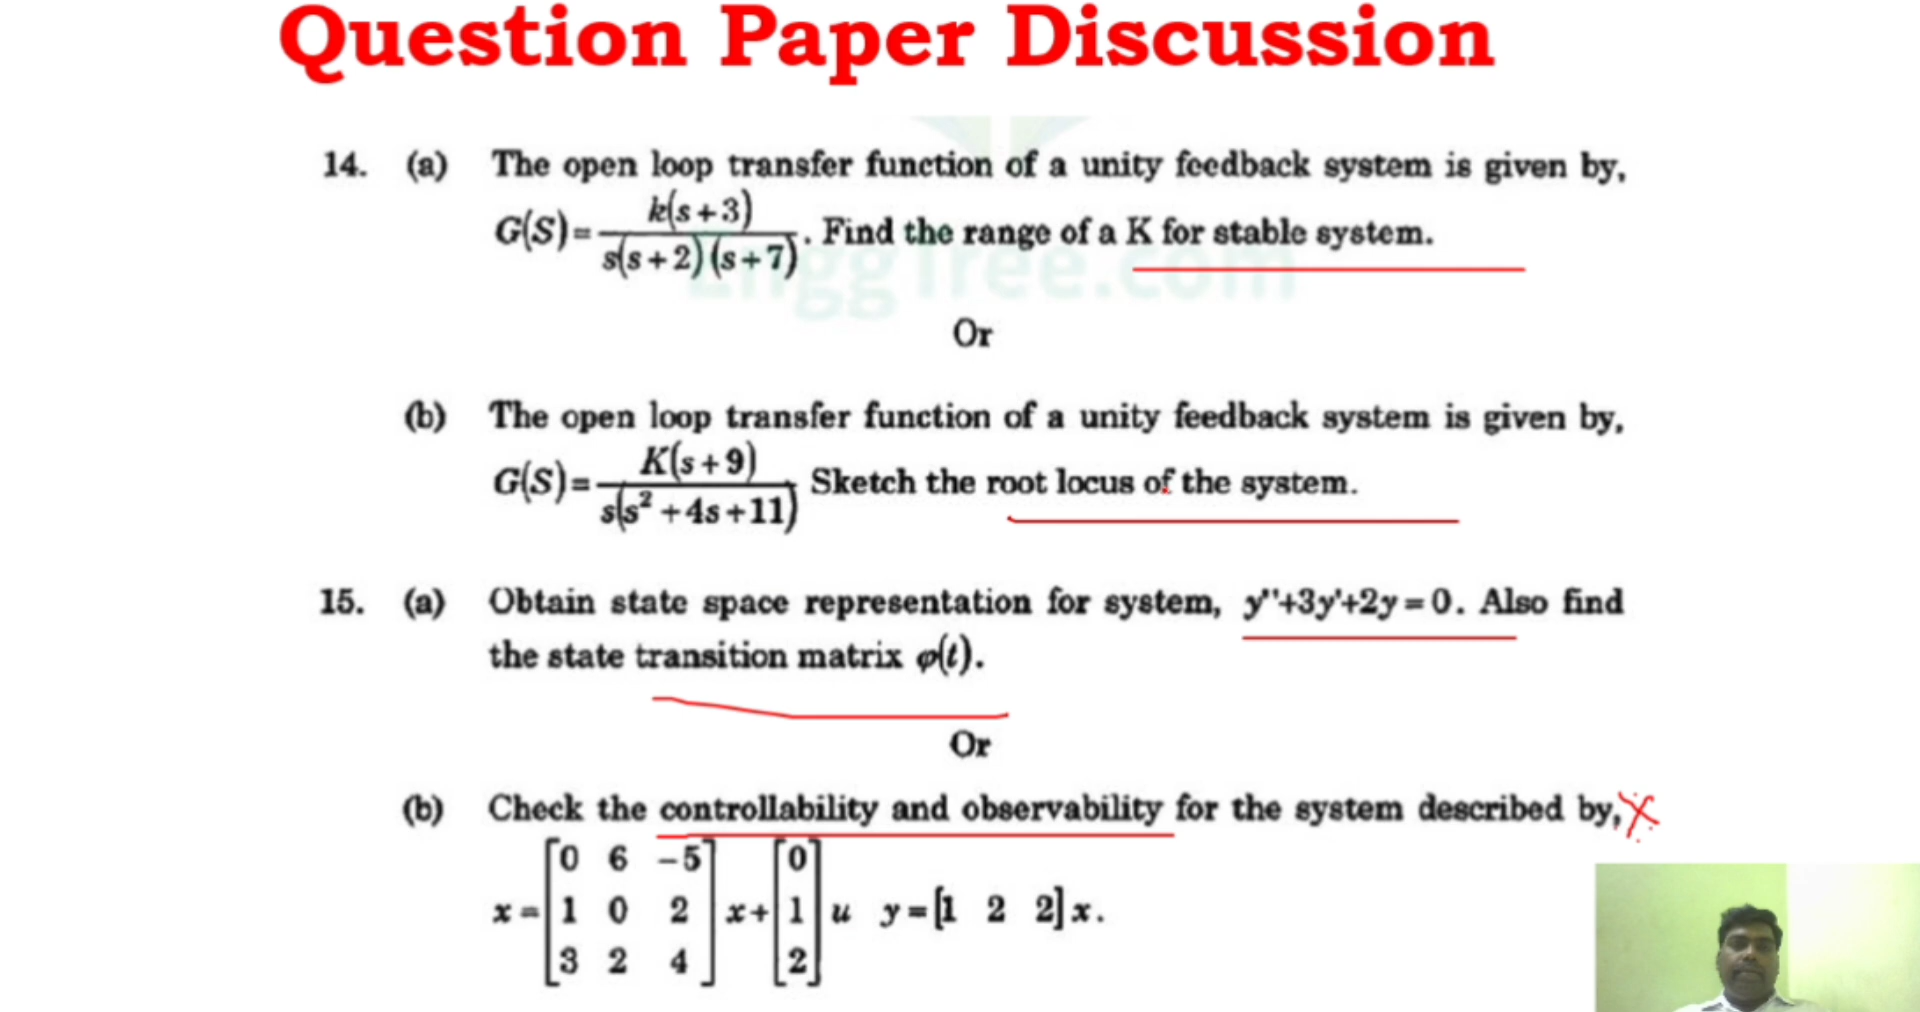 Question Paper Discussion
14. (a) The open loop transfer function of a unity feedback system is given by,
G(S)= k(s+3) / s(s+2)(s+7) . Find the range of a K for stable system.
EnggTree.com
Or
(b) The open loop transfer function of a unity feedback system is given by,
G(S)= K(s+9) / s(s²+4s+11) Sketch the root locus of the system.
15. (a) Obtain state space representation for system, y''+3y'+2y=0. Also find
the state transition matrix φ(t).
Or
(b) Check the controllability and observability for the system described by,
x = [0 6 -5; 1 0 2; 3 2 4] x + [0; 1; 2] u y = [1 2 2] x.